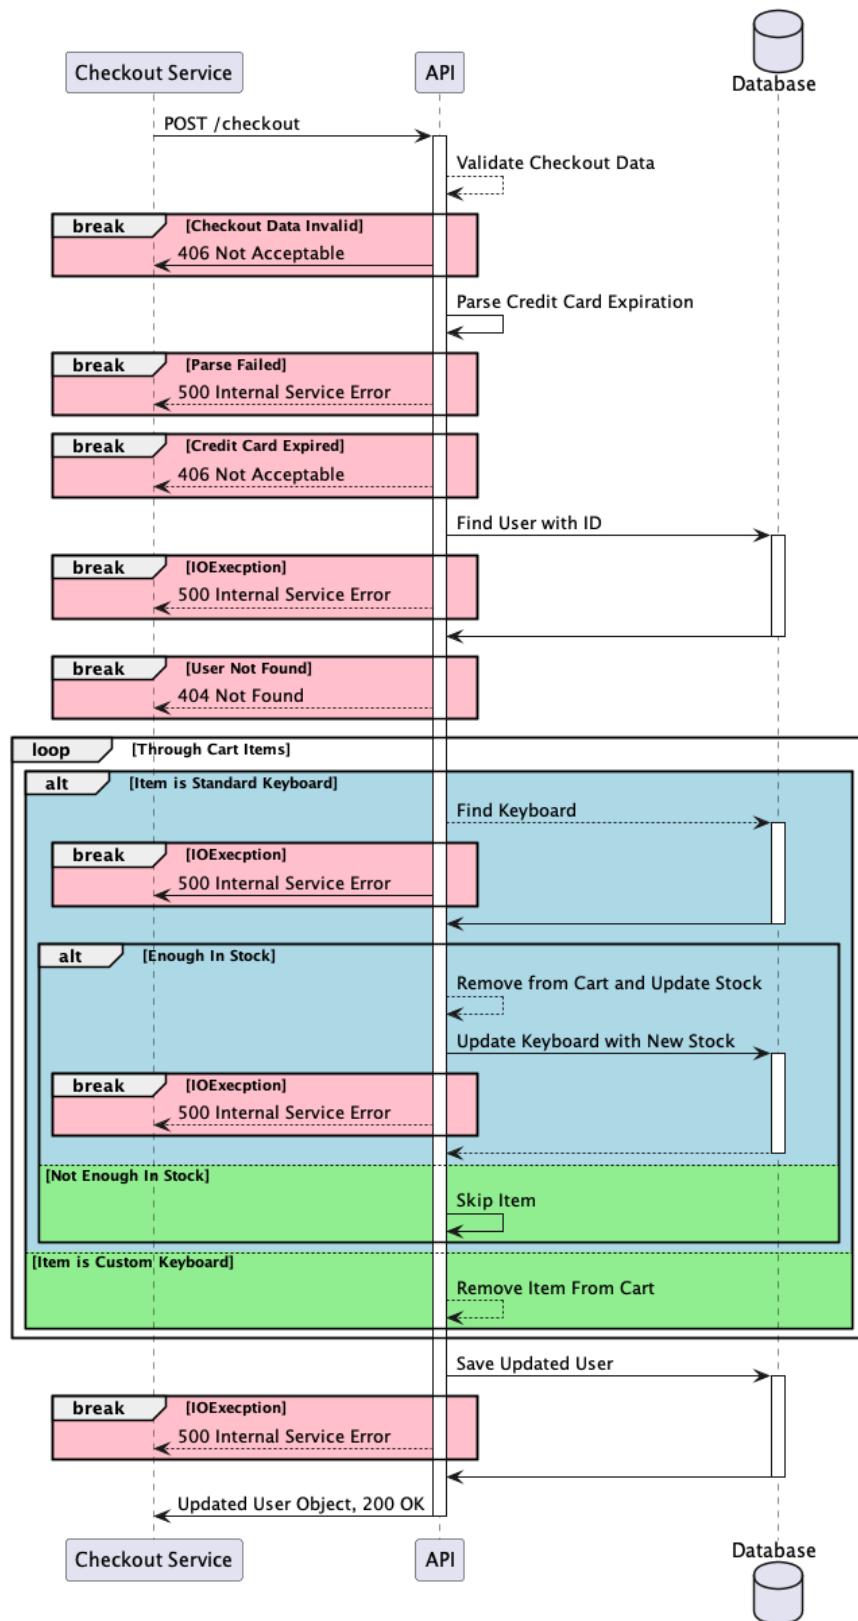 Checkout Service
API
Database
POST /checkout
Validate Checkout Data
break
[Checkout Data Invalid]
406 Not Acceptable
Parse Credit Card Expiration
break
[Parse Failed]
500 Internal Service Error
break
[Credit Card Expired]
406 Not Acceptable
Find User with ID
break
[IOExecption]
500 Internal Service Error
break
[User Not Found]
404 Not Found
loop
[Through Cart Items]
alt
[Item is Standard Keyboard]
Find Keyboard
break
[IOExecption]
500 Internal Service Error
alt
[Enough In Stock]
Remove from Cart and Update Stock
Update Keyboard with New Stock
break
[IOExecption]
500 Internal Service Error
[Not Enough In Stock]
Skip Item
[Item is Custom Keyboard]
Remove Item From Cart
Save Updated User
break
[IOExecption]
500 Internal Service Error
Updated User Object, 200 OK
Checkout Service
API
Database